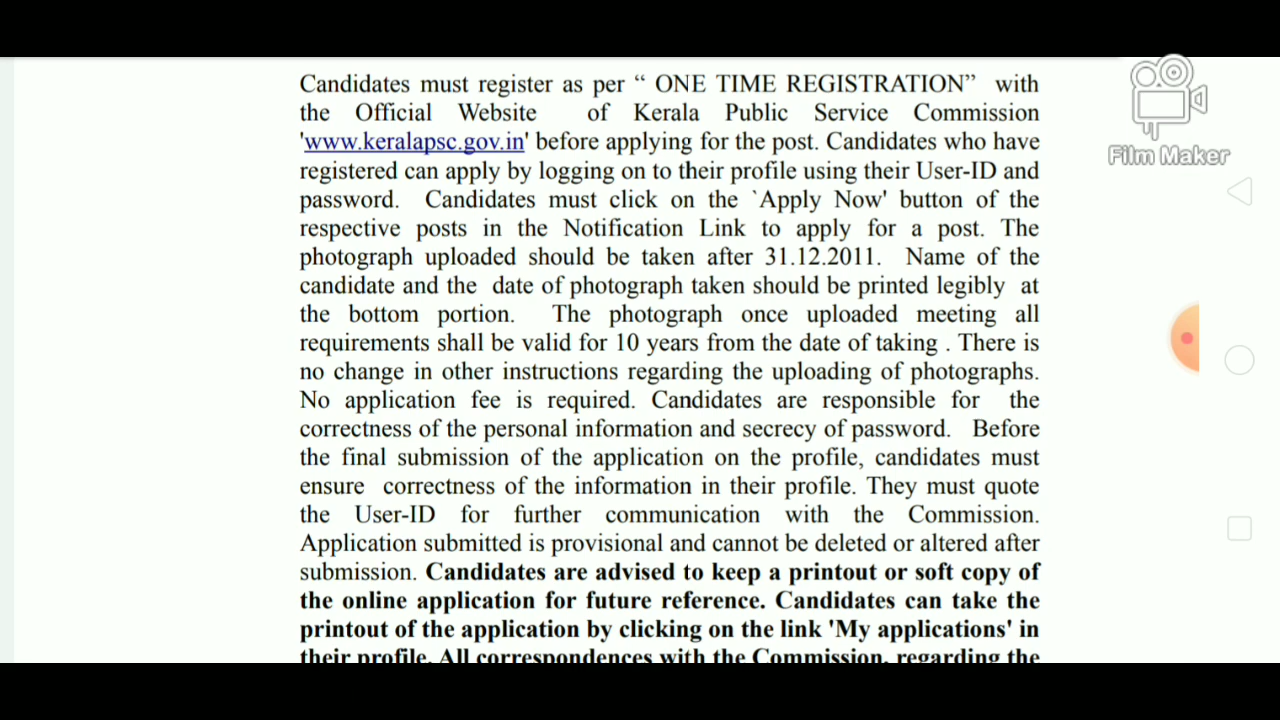 Candidates must register as per “ ONE TIME REGISTRATION” with
the Official Website of Kerala Public Service Commission
'www.keralapsc.gov.in' before applying for the post. Candidates who have
registered can apply by logging on to their profile using their User-ID and
password. Candidates must click on the `Apply Now' button of the
respective posts in the Notification Link to apply for a post. The
photograph uploaded should be taken after 31.12.2011. Name of the
candidate and the date of photograph taken should be printed legibly at
the bottom portion. The photograph once uploaded meeting all
requirements shall be valid for 10 years from the date of taking . There is
no change in other instructions regarding the uploading of photographs.
No application fee is required. Candidates are responsible for the
correctness of the personal information and secrecy of password. Before
the final submission of the application on the profile, candidates must
ensure correctness of the information in their profile. They must quote
the User-ID for further communication with the Commission.
Application submitted is provisional and cannot be deleted or altered after
submission. Candidates are advised to keep a printout or soft copy of
the online application for future reference. Candidates can take the
printout of the application by clicking on the link 'My applications' in
their profile. All correspondences with the Commission, regarding the
Film Maker